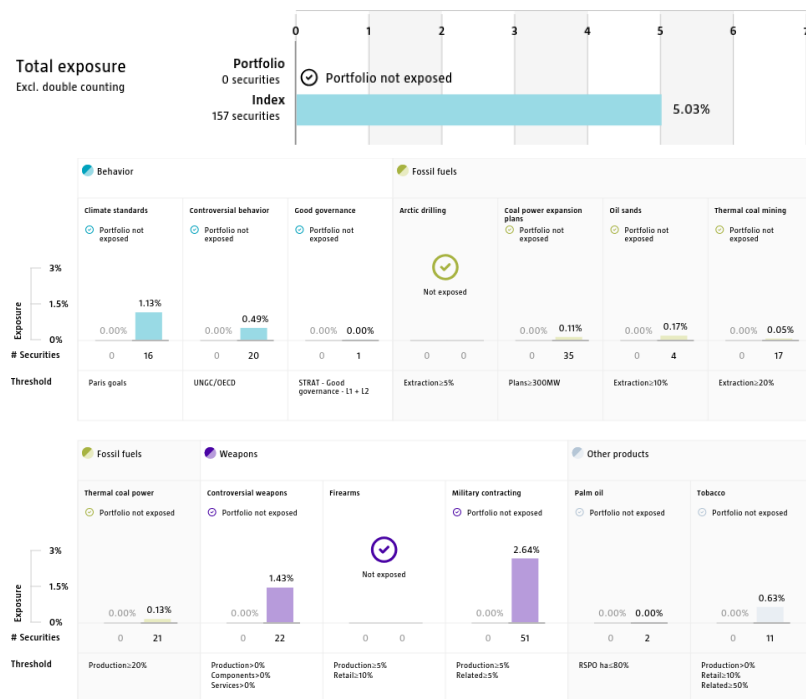 0 1 2 3 4 5 6 7
Total exposure
Excl. double counting
Portfolio
0 securities
Portfolio not exposed
Index
157 securities
5.03%
Behavior
Fossil fuels
Climate standards
Portfolio not
exposed
Controversial behavior
Portfolio not
exposed
Good governance
Portfolio not
exposed
Arctic drilling
Not exposed
Coal power expansion
plans
Portfolio not
exposed
Oil sands
Portfolio not
exposed
Thermal coal mining
Portfolio not
exposed
Exposure
3%
1.5%
0%
0.00% 1.13% 0.00% 0.49% 0.00% 0.00% 0.00% 0.11% 0.00% 0.17% 0.00% 0.05%
# Securities 0 16 0 20 0 1 0 0 0 35 0 4 0 17
Threshold
Paris goals
UNGC/OECD
STRAT - Good
governance - L1 + L2
Extraction≥5%
Plans≥300MW
Extraction≥10%
Extraction≥20%
Fossil fuels
Weapons
Other products
Thermal coal power
Portfolio not exposed
Controversial weapons
Portfolio not exposed
Firearms
Not exposed
Military contracting
Portfolio not exposed
Palm oil
Portfolio not exposed
Tobacco
Portfolio not exposed
Exposure
3%
1.5%
0%
0.00% 0.13% 0.00% 1.43% 0.00% 2.64% 0.00% 0.00% 0.00% 0.63%
# Securities 0 21 0 22 0 0 0 51 0 2 0 11
Threshold
Production≥20%
Production>0%
Components>0%
Services>0%
Production≥5%
Retail≥10%
Production≥5%
Related≥5%
RSPO ha≤80%
Production>0%
Retail≥10%
Related≥50%